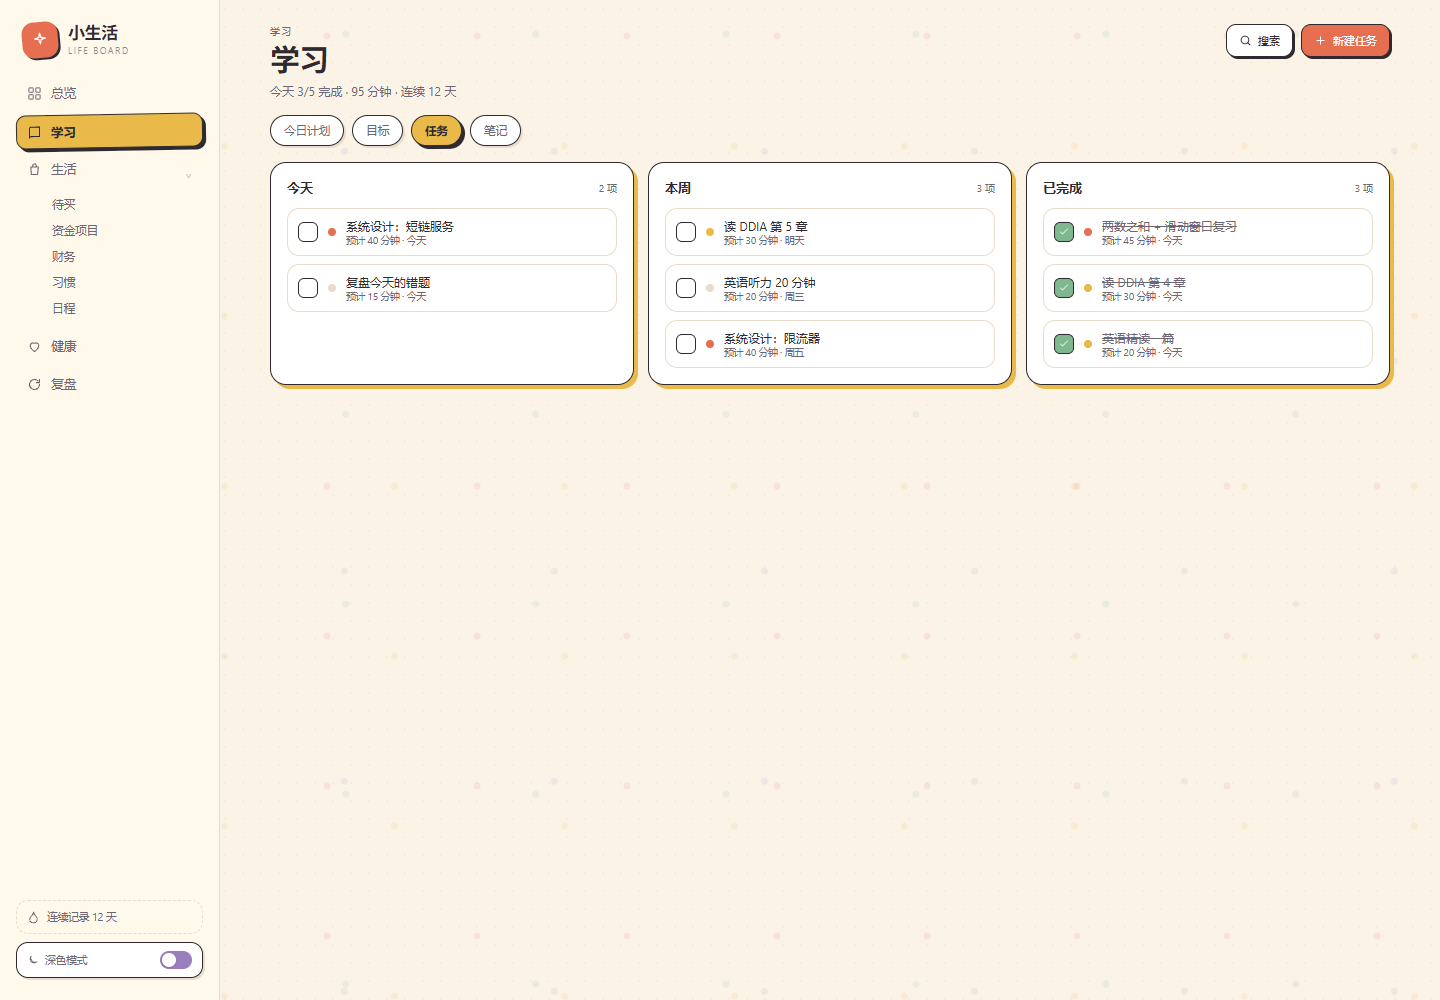 小生活
LIFE BOARD
总览
学习
生活
待买
资金项目
财务
习惯
日程
健康
复盘
连续记录 12 天
深色模式
学习
学习
今天 3/5 完成 · 95 分钟 · 连续 12 天
搜索
新建任务
今日计划
目标
任务
笔记
今天
2 项
系统设计：短链服务
预计 40 分钟 · 今天
复盘今天的错题
预计 15 分钟 · 今天
本周
3 项
读 DDIA 第 5 章
预计 30 分钟 · 明天
英语听力 20 分钟
预计 20 分钟 · 周三
系统设计：限流器
预计 40 分钟 · 周五
已完成
3 项
两数之和 + 滑动窗口复习
预计 45 分钟 · 今天
读 DDIA 第 4 章
预计 30 分钟 · 今天
英语精读一篇
预计 20 分钟 · 今天